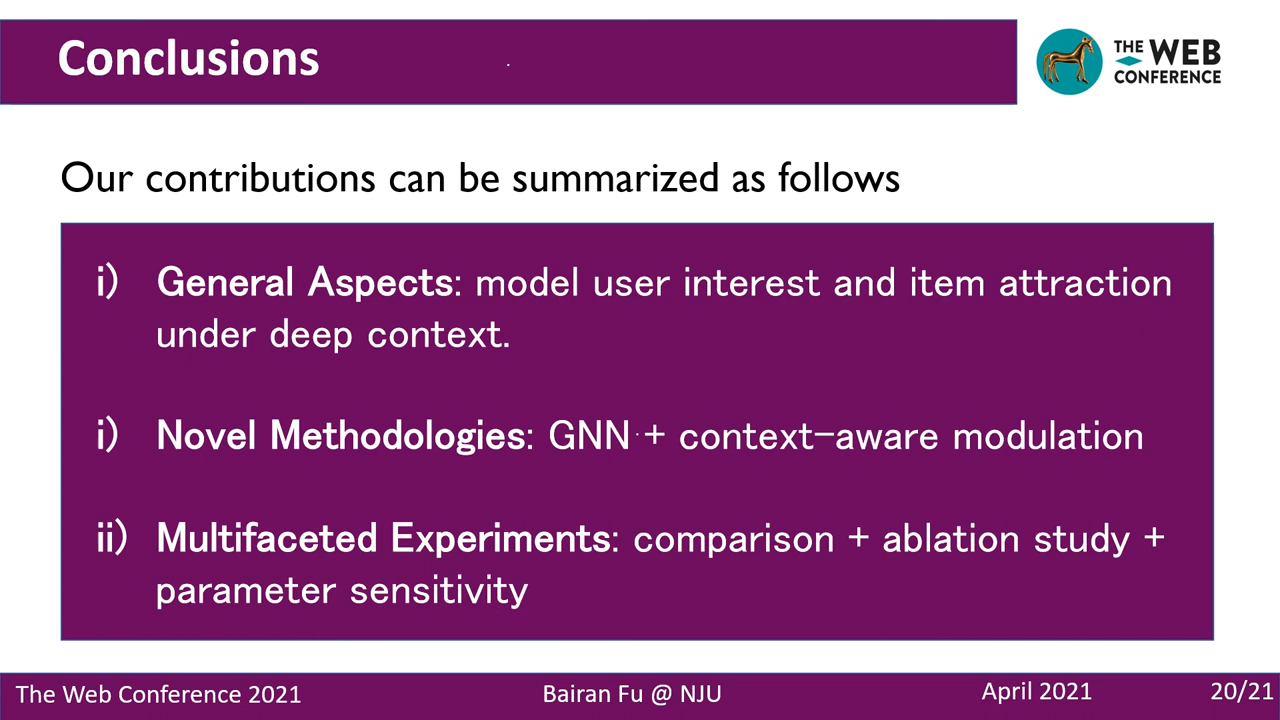 Conclusions
THE WEB
CONFERENCE
Our contributions can be summarized as follows
i) General Aspects: model user interest and item attraction
under deep context.
i) Novel Methodologies: GNN + context-aware modulation
ii) Multifaceted Experiments: comparison + ablation study +
parameter sensitivity
The Web Conference 2021 Bairan Fu @ NJU April 2021 20/21